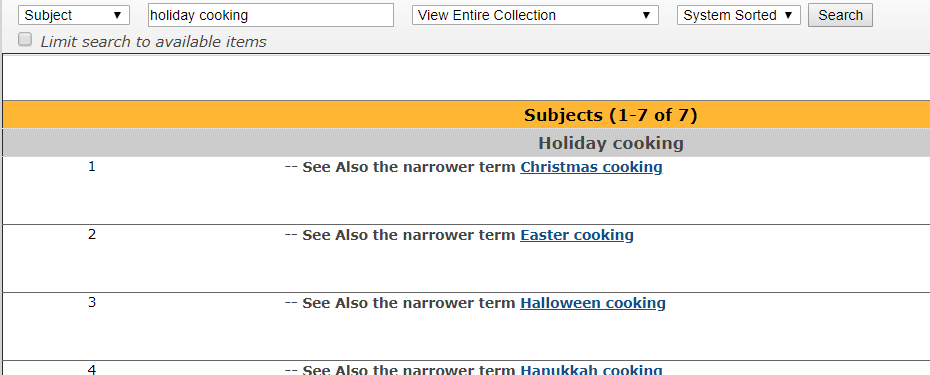 Subject holiday cooking View Entire Collection System Sorted Search
Limit search to available items
Subjects (1-7 of 7)
Holiday cooking
1 -- See Also the narrower term Christmas cooking
2 -- See Also the narrower term Easter cooking
3 -- See Also the narrower term Halloween cooking
4 -- See Also the narrower term Hanukkah cooking